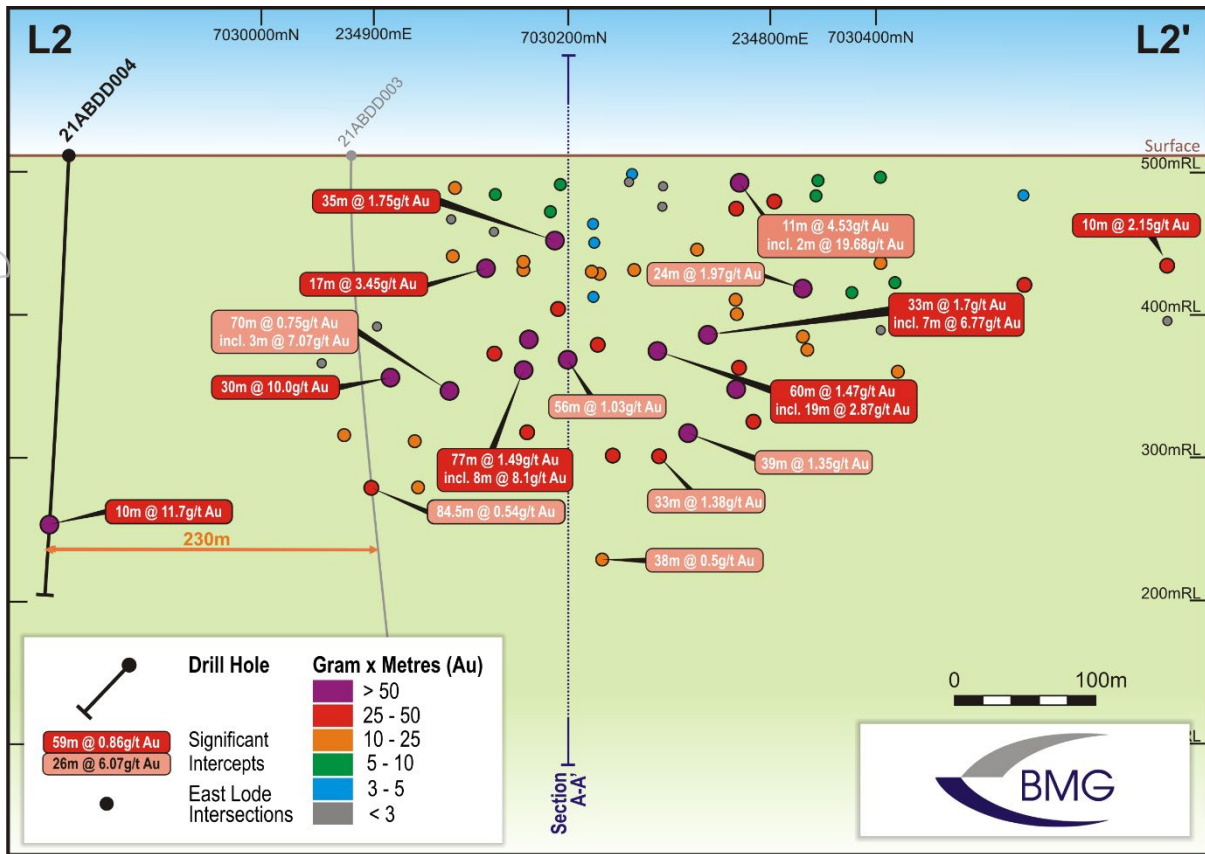 L2
7030000mN
234900mE
7030200mN
234800mE
7030400mN
L2'
21ABDD004
21ABDD003
Surface
500mRL
35m @ 1.75g/t Au
11m @ 4.53g/t Au
incl. 2m @ 19.68g/t Au
10m @ 2.15g/t Au
17m @ 3.45g/t Au
24m @ 1.97g/t Au
400mRL
70m @ 0.75g/t Au
incl. 3m @ 7.07g/t Au
33m @ 1.7g/t Au
incl. 7m @ 6.77g/t Au
30m @ 10.0g/t Au
56m @ 1.03g/t Au
60m @ 1.47g/t Au
incl. 19m @ 2.87g/t Au
77m @ 1.49g/t Au
incl. 8m @ 8.1g/t Au
39m @ 1.35g/t Au
300mRL
84.5m @ 0.54g/t Au
33m @ 1.38g/t Au
10m @ 11.7g/t Au
230m
38m @ 0.5g/t Au
200mRL
Drill Hole
Gram x Metres (Au)
> 50
25 - 50
10 - 25
5 - 10
3 - 5
< 3
59m @ 0.86g/t Au
26m @ 6.07g/t Au
Significant
Intercepts
East Lode
Intersections
Section
A-A'
0
100m
BMG